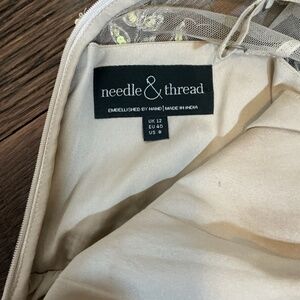 needle & thread
EMBELLISHED BY HAND | MADE IN INDIA
UK 12
EU 40
US 8